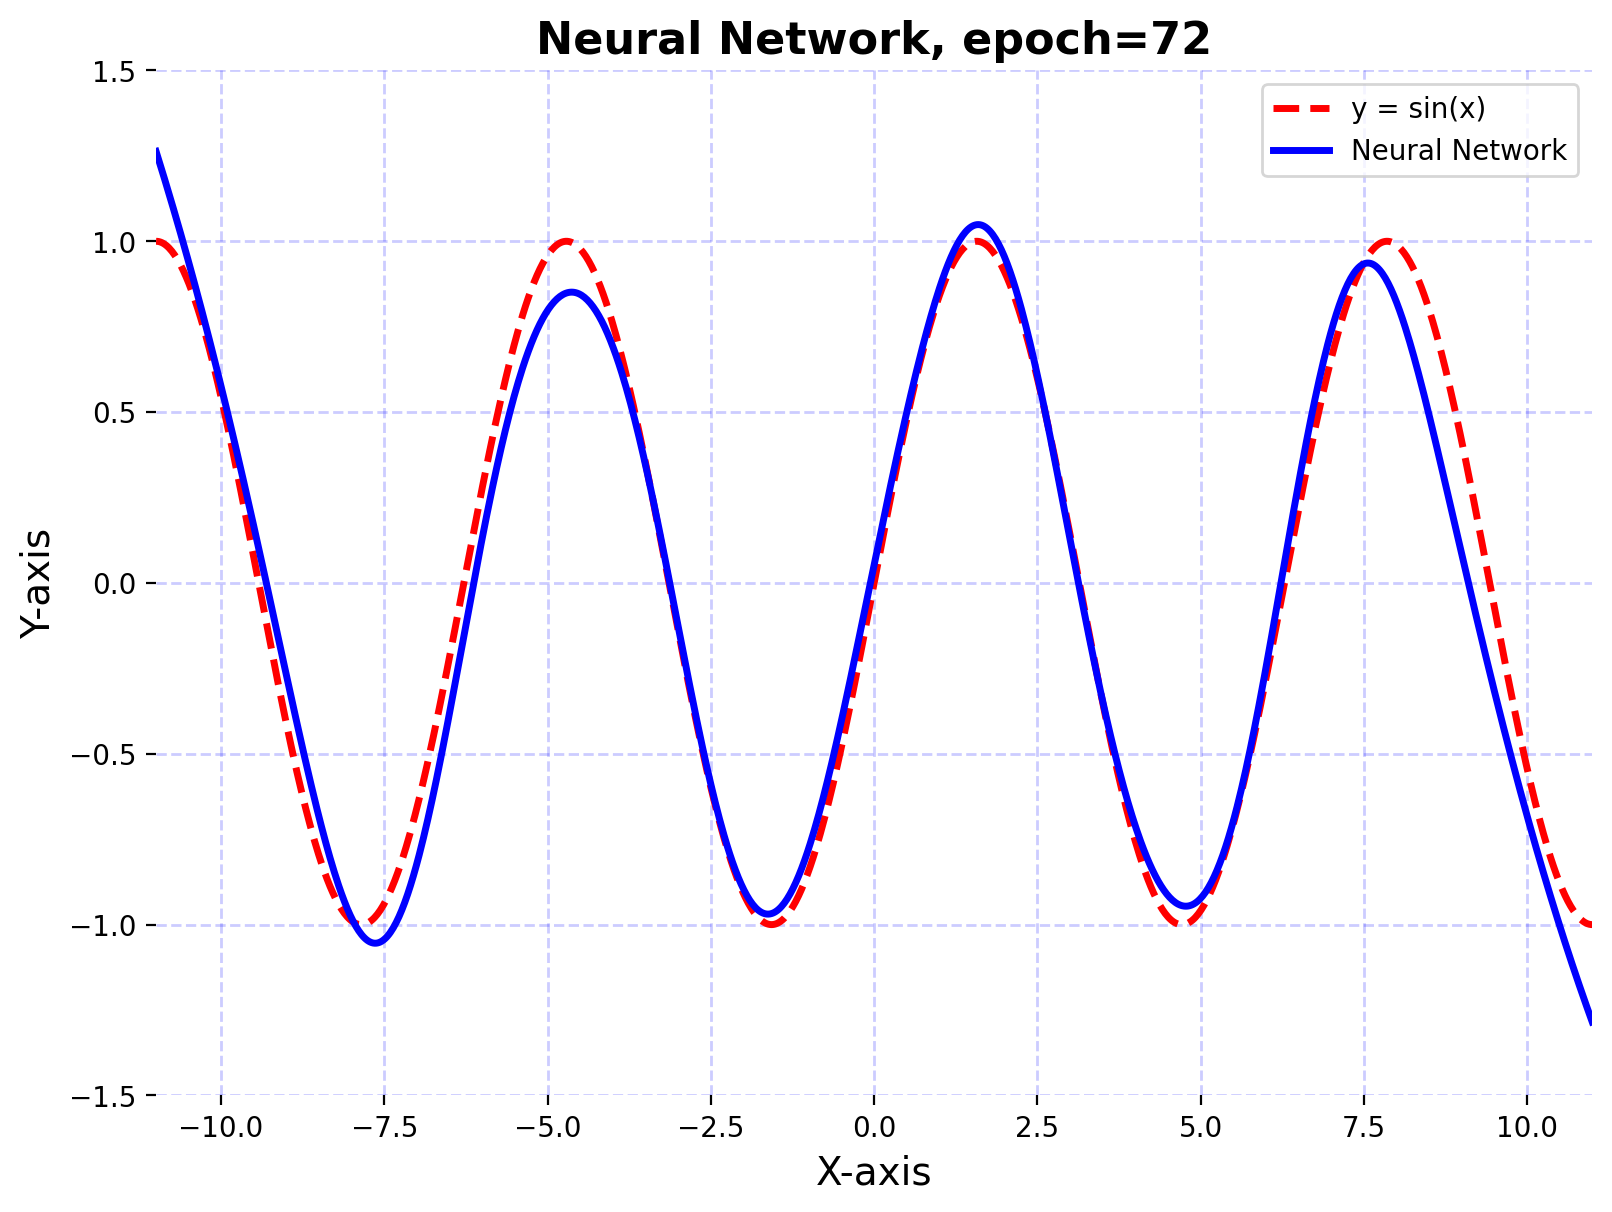 Neural Network, epoch=72
1.5
1.0
0.5
0.0
−0.5
−1.0
−1.5
Y-axis
y = sin(x)
Neural Network
−10.0 −7.5 −5.0 −2.5 0.0 2.5 5.0 7.5 10.0
X-axis